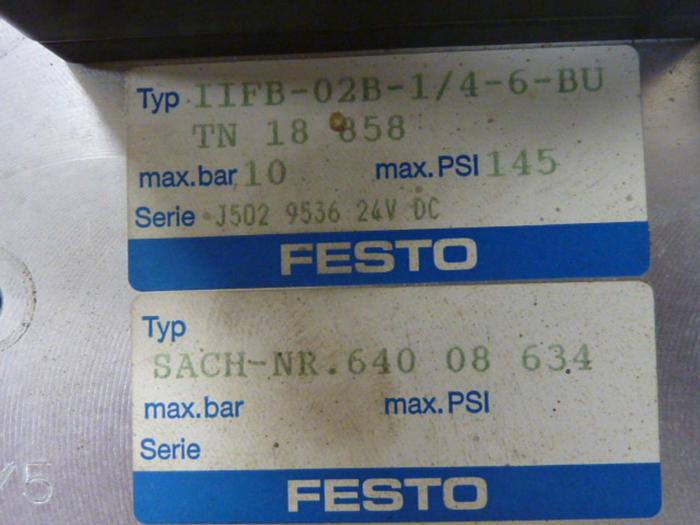 Typ IIFB-02B-1/4-6-BU
TN 18 858
max.bar 10 max.PSI 145
Serie J502 9536 24V DC
FESTO
Typ
SACH-NR.640 08 634
max.bar max.PSI
Serie
FESTO